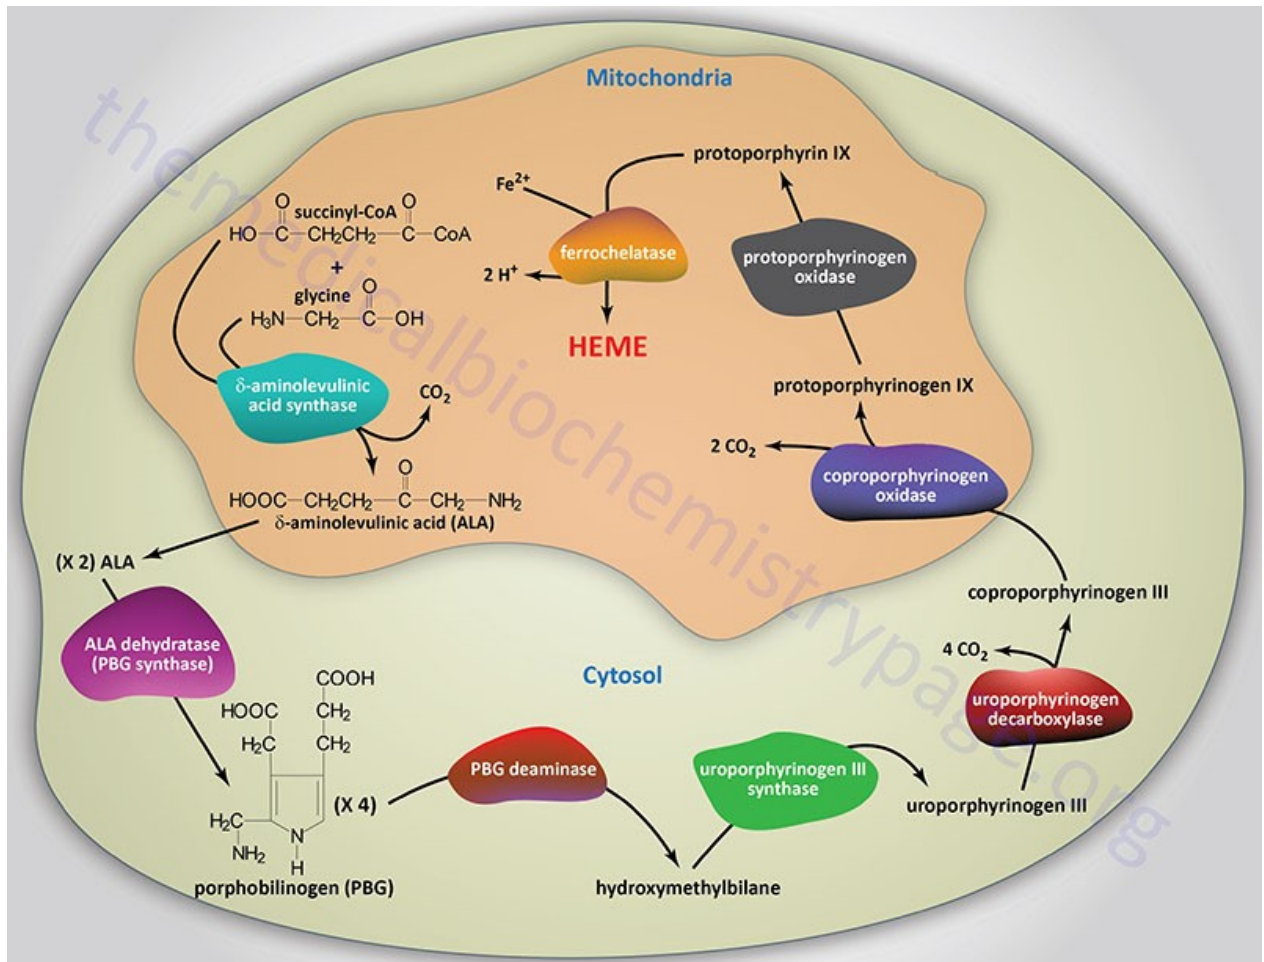 Mitochondria
protoporphyrin IX
Fe2+
succinyl-CoA
O O
HO—C—CH2CH2—C—CoA
+
glycine
O
H3N—CH2—C—OH
ferrochelatase
2 H+
HEME
protoporphyrinogen
oxidase
δ-aminolevulinic
acid synthase
CO2
protoporphyrinogen IX
2 CO2
coproporphyrinogen
oxidase
O
HOOC—CH2CH2—C—CH2—NH2
δ-aminolevulinic acid (ALA)
(X 2) ALA
ALA dehydratase
(PBG synthase)
coproporphyrinogen III
4 CO2
Cytosol
uroporphyrinogen
decarboxylase
COOH
HOOC CH2
H2C CH2
(X 4)
H2C
NH2
N
H
porphobilinogen (PBG)
PBG deaminase
hydroxymethylbilane
uroporphyrinogen III
synthase
uroporphyrinogen III
themedicalbiochemistrypage.org